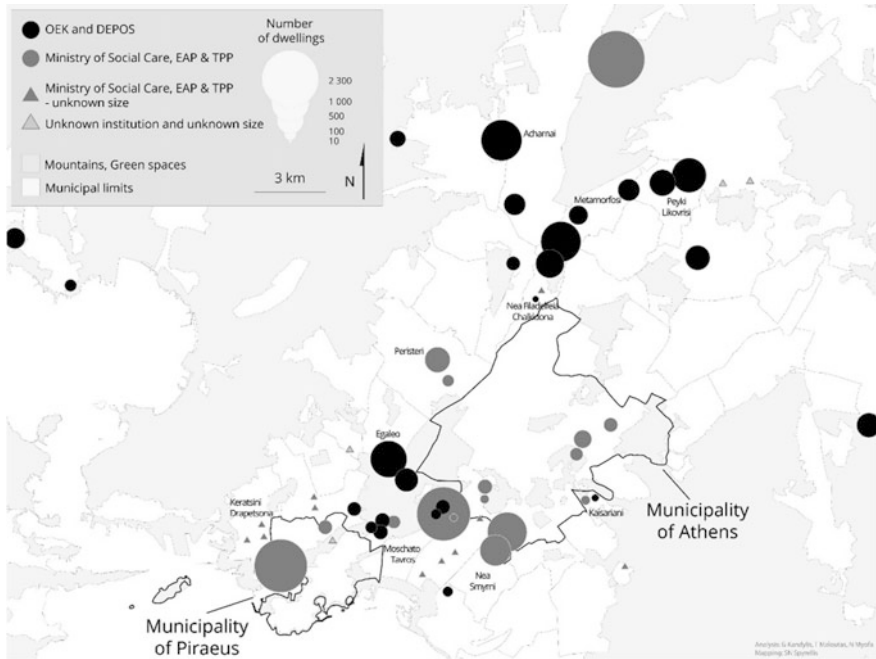 OEK and DEPOS
Ministry of Social Care, EAP & TPP
Ministry of Social Care, EAP & TPP
- unknown size
Unknown institution and unknown size
Mountains, Green spaces
Municipal limits
Number
of dwellings
2 300
1 000
500
100
10
3 km
N
Acharnai
Metamorfosi
Peyki
Likovrisi
Nea Filadelfeia
Chalkidona
Peristeri
Egaleo
Keratsini
Drapetsona
Moschato
Tavros
Nea
Smyrni
Kaisariani
Municipality
of Athens
Municipality
of Piraeus
Mapping: SN Spyrellis